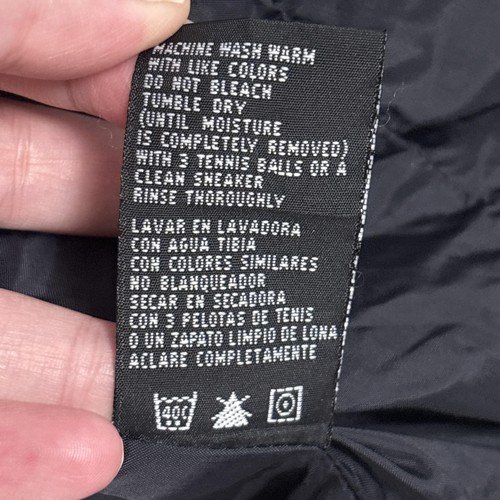 MACHINE WASH WARM
WITH LIKE COLORS
DO NOT BLEACH
TUMBLE DRY
(UNTIL MOISTURE
IS COMPLETELY REMOVED)
WITH 3 TENNIS BALLS OR A
CLEAN SNEAKER
RINSE THOROUGHLY
LAVAR EN LAVADORA
CON AGUA TIBIA
CON COLORES SIMILARES
NO BLANQUEADOR
SECAR EN SECADORA
CON 3 PELOTAS DE TENIS
O UN ZAPATO LIMPIO DE LONA
ACLARE COMPLETAMENTE
40C